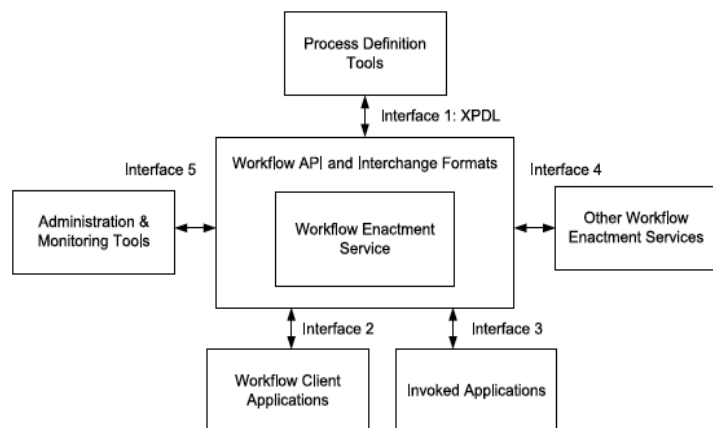 Process Definition
Tools
Interface 1: XPDL
Workflow API and Interchange Formats
Interface 5
Interface 4
Administration &
Monitoring Tools
Workflow Enactment
Service
Other Workflow
Enactment Services
Interface 2
Interface 3
Workflow Client
Applications
Invoked Applications